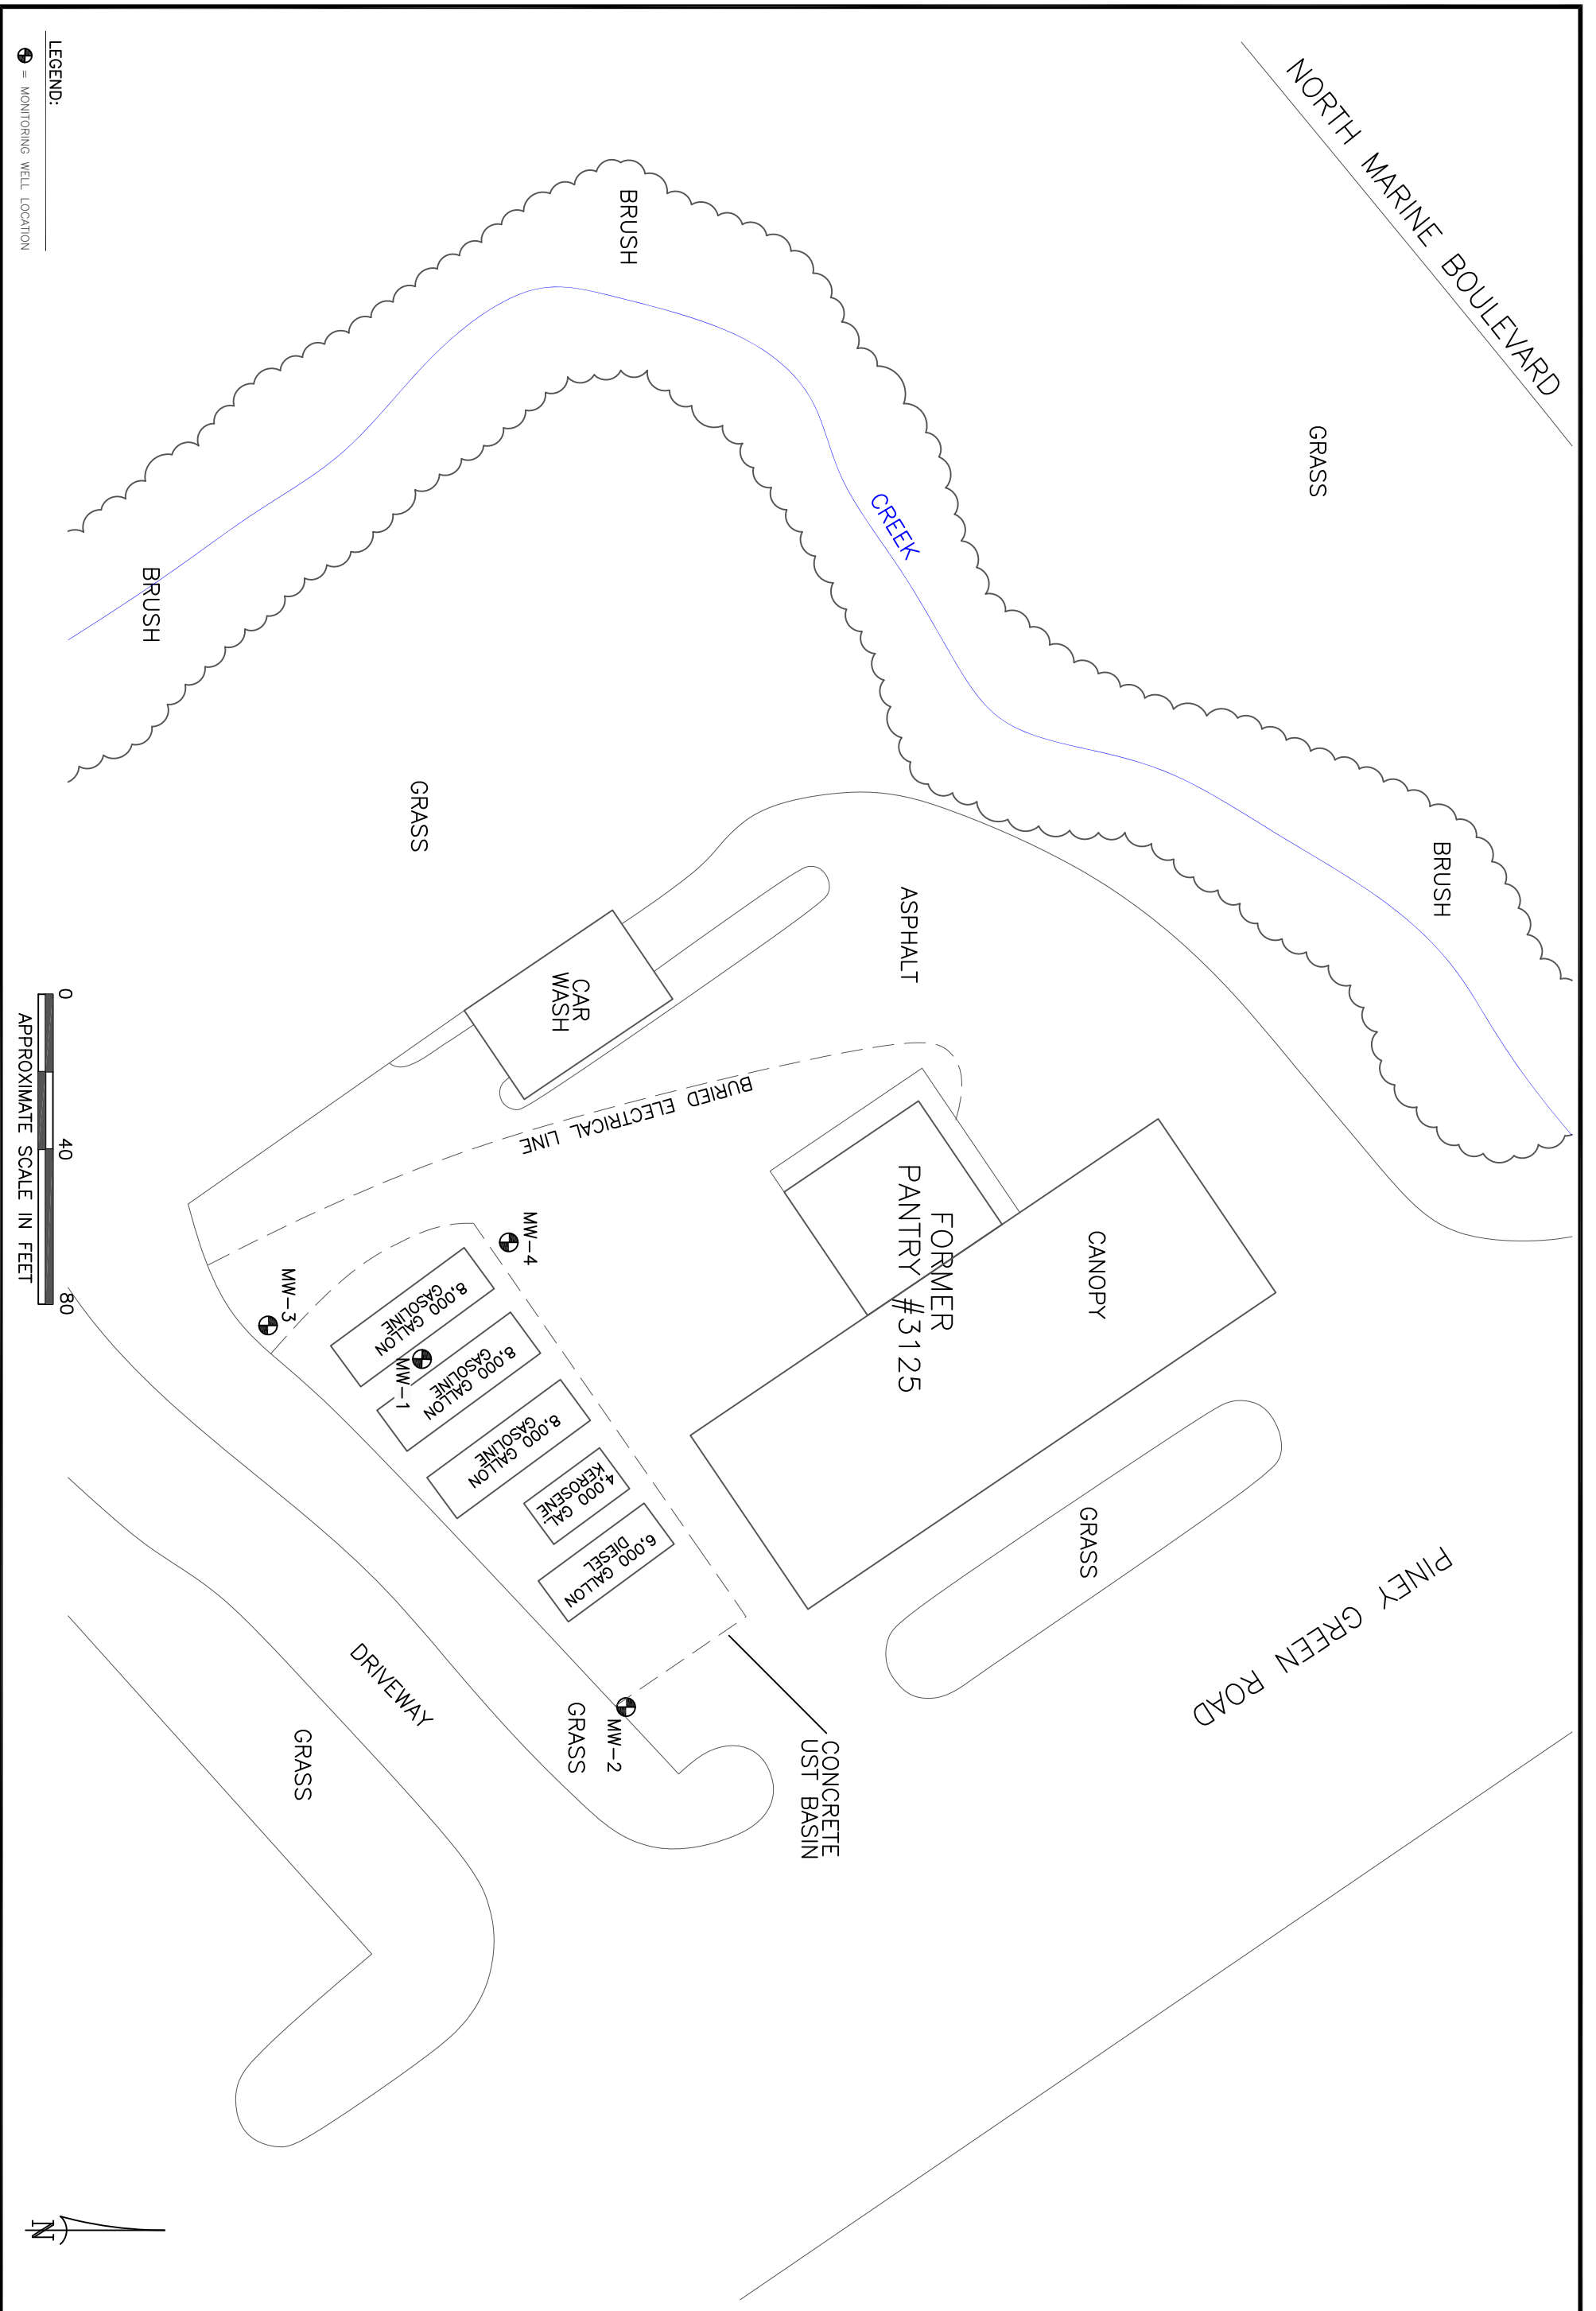 NORTH MARINE BOULEVARD
GRASS
BRUSH
CREEK
BRUSH
BRUSH
GRASS
ASPHALT
CAR
WASH
BURIED ELECTRICAL LINE
FORMER
PANTRY #3125
CANOPY
GRASS
PINEY GREEN ROAD
MW-4
MW-3
8,000 GALLON
GASOLINE
MW-1
8,000 GALLON
GASOLINE
8,000 GALLON
GASOLINE
4,000 GAL.
KEROSENE
6,000 GALLON
DIESEL
CONCRETE
UST BASIN
MW-2
GRASS
DRIVEWAY
GRASS
LEGEND:
= MONITORING WELL LOCATION
0 40 80
APPROXIMATE SCALE IN FEET
N